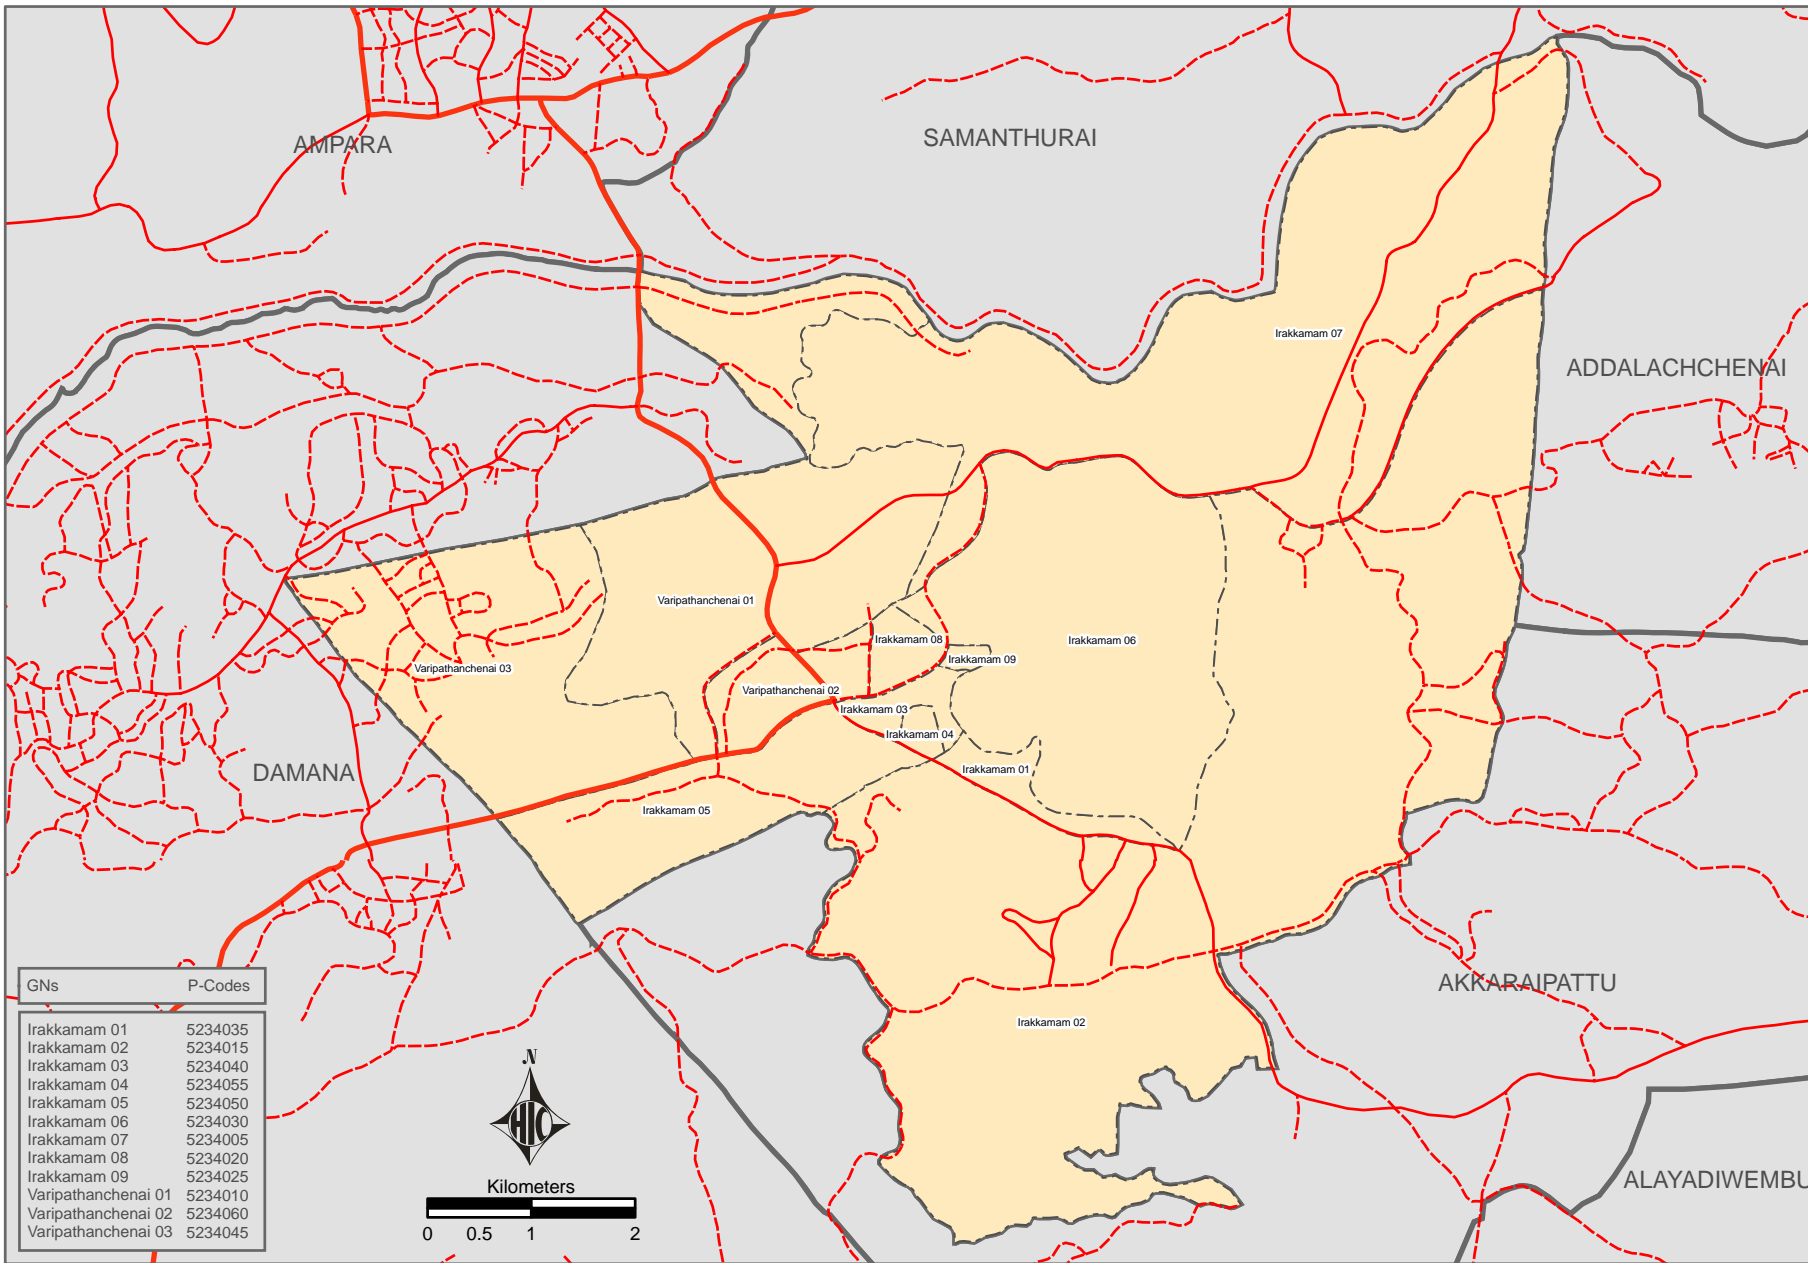 AMPARA
SAMANTHURAI
Irakkamam 07
ADDALACHCHENAI
Varipathanchenai 01
Irakkamam 08
Irakkamam 06
Irakkamam 09
Varipathanchenai 03
Varipathanchenai 02
Irakkamam 03
Irakkamam 04
DAMANA
Irakkamam 01
Irakkamam 05
AKKARAIPATTU
Irakkamam 02
ALAYADIWEMBU
GNs P-Codes
Irakkamam 01 5234035
Irakkamam 02 5234015
Irakkamam 03 5234040
Irakkamam 04 5234055
Irakkamam 05 5234050
Irakkamam 06 5234030
Irakkamam 07 5234005
Irakkamam 08 5234020
Irakkamam 09 5234025
Varipathanchenai 01 5234010
Varipathanchenai 02 5234060
Varipathanchenai 03 5234045
N
HIC
Kilometers
0 0.5 1 2